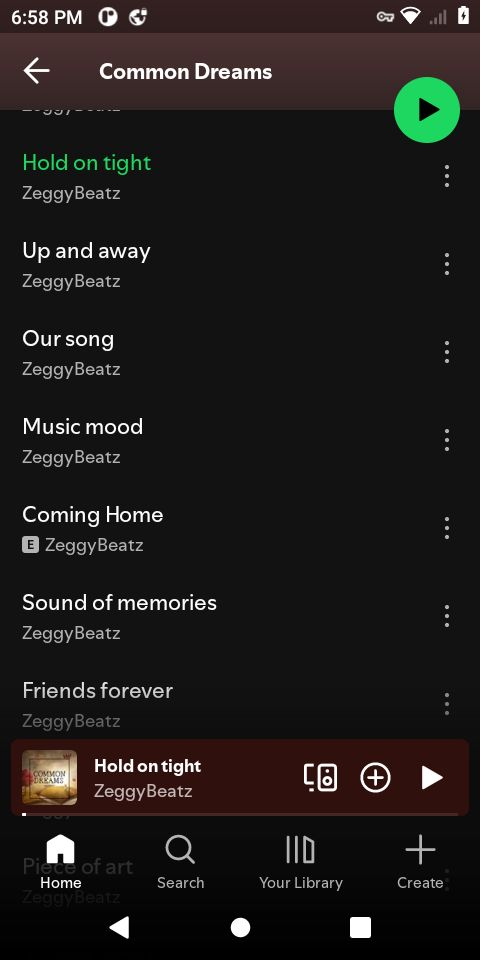 6:58 PM
Common Dreams
ZeggyBeatz
Hold on tight
ZeggyBeatz
Up and away
ZeggyBeatz
Our song
ZeggyBeatz
Music mood
ZeggyBeatz
Coming Home
E ZeggyBeatz
Sound of memories
ZeggyBeatz
Friends forever
ZeggyBeatz
COMMON
DREAMS
Hold on tight
ZeggyBeatz
Piece of art
Home
Search
Your Library
Create
ZeggyBeatz